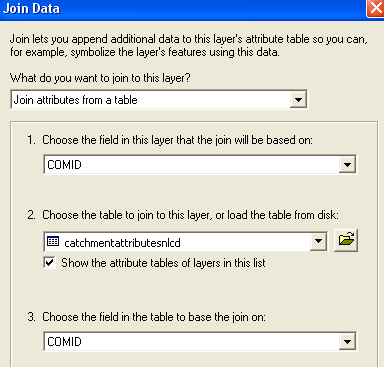 Join Data
Join lets you append additional data to this layer's attribute table so you can,
for example, symbolize the layer's features using this data.
What do you want to join to this layer?
Join attributes from a table
1. Choose the field in this layer that the join will be based on:
COMID
2. Choose the table to join to this layer, or load the table from disk:
catchmentattributesnlcd
Show the attribute tables of layers in this list
3. Choose the field in the table to base the join on:
COMID